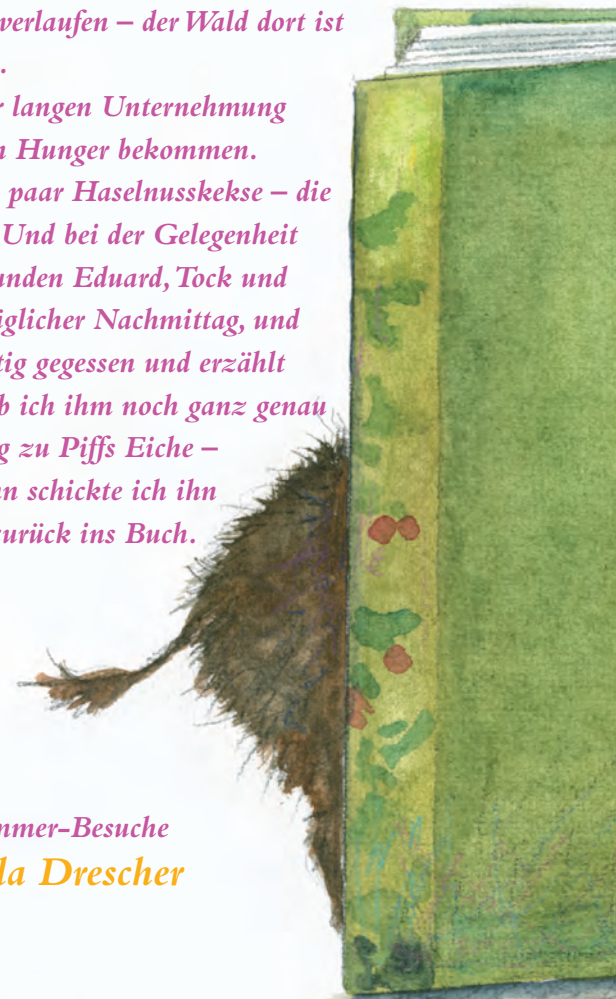 verlaufen – der Wald dort ist
.
langen Unternehmung
Hunger bekommen.
paar Haselnusskekse – die
Und bei der Gelegenheit
unden Eduard, Tock und
iglicher Nachmittag, und
tig gegessen und erzählt
b ich ihm noch ganz genau
g zu Piffs Eiche –
nn schickte ich ihn
zurück ins Buch.
mmer-Besuche
la Drescher